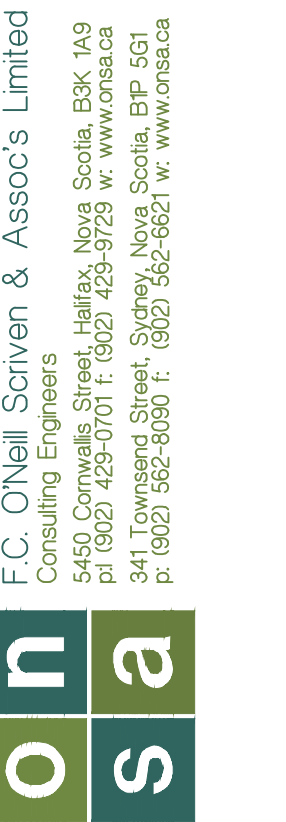 on
sa
F.C. O'Neill Scriven & Assoc's Limited
Consulting Engineers
5450 Cornwallis Street, Halifax, Nova Scotia, B3K 1A9
p:l (902) 429-0701 f: (902) 429-9729 w: www.onsa.ca
341 Townsend Street, Sydney, Nova Scotia, B1P 5G1
p: (902) 562-8090 f: (902) 562-6621 w: www.onsa.ca